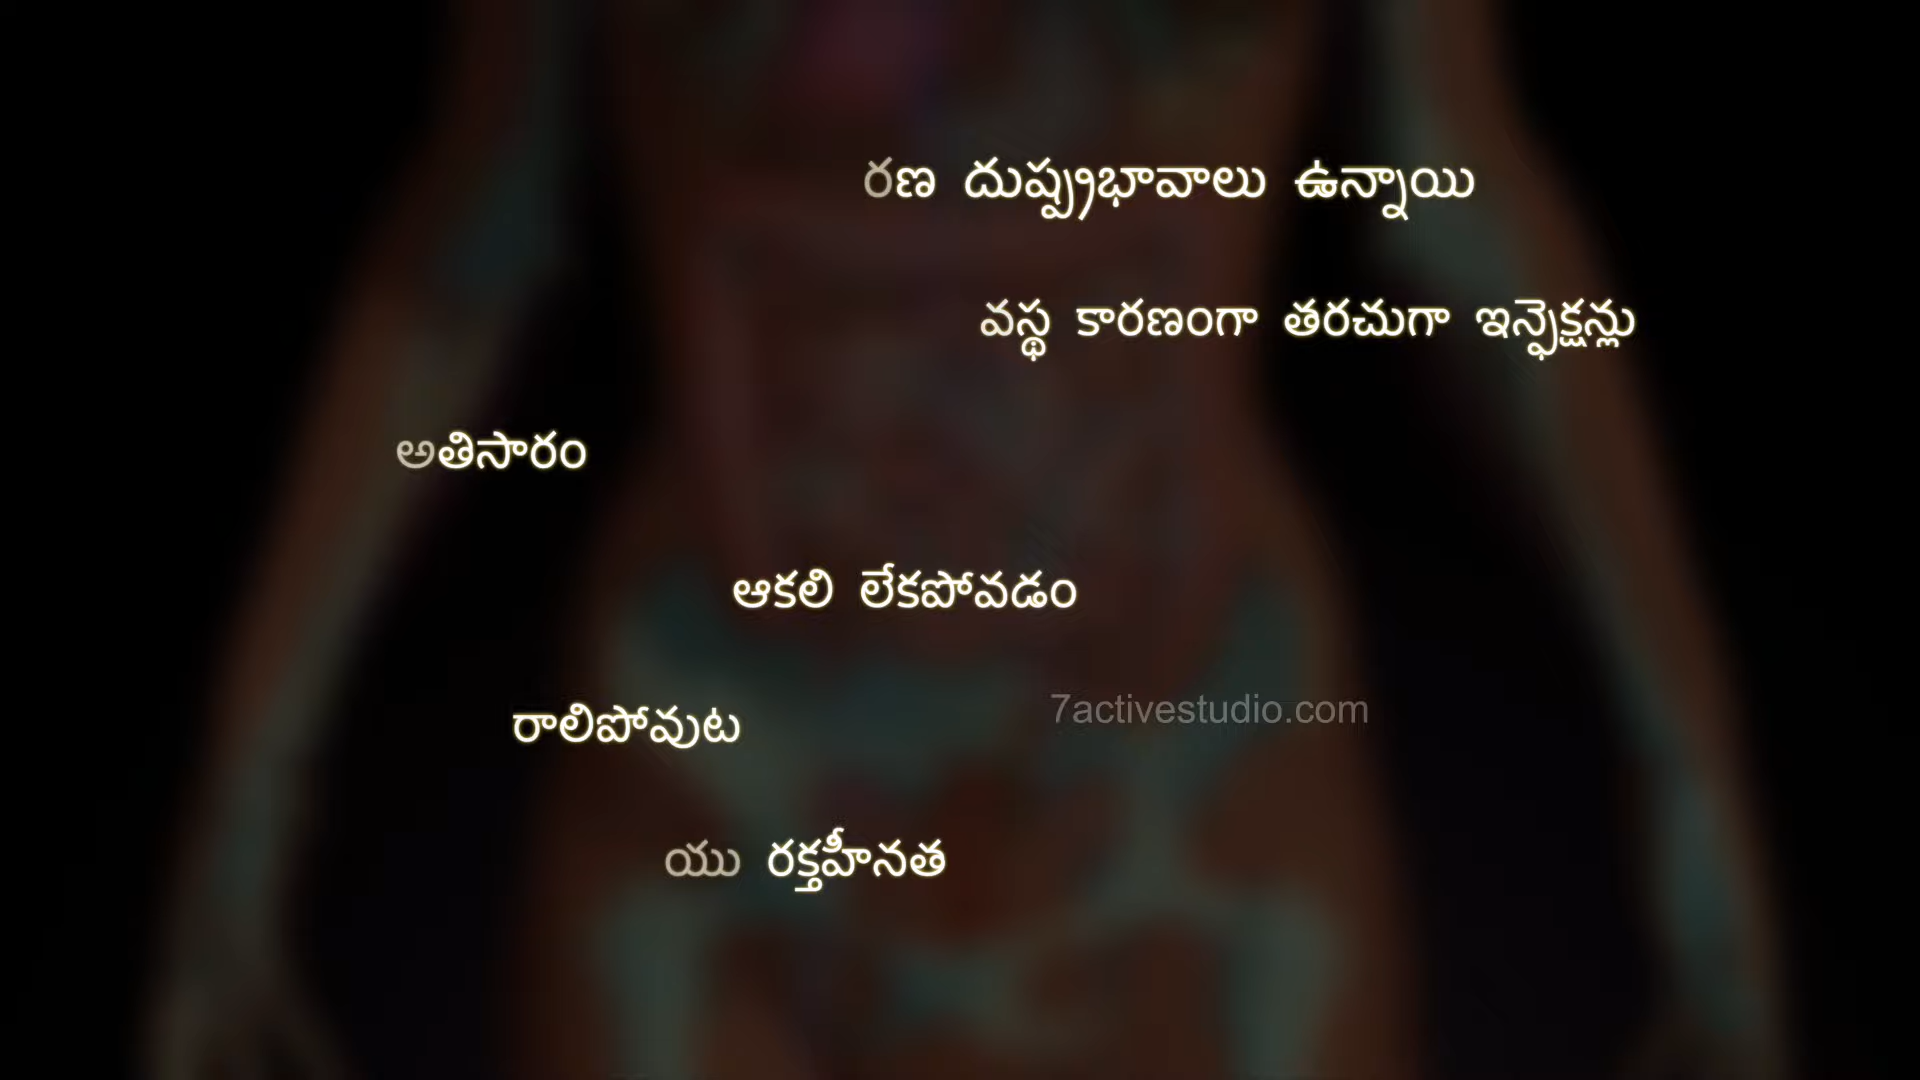 రణ దుష్ప్రభావాలు ఉన్నాయి
వస్థ కారణంగా తరచుగా ఇన్ఫెక్షన్లు
అతిసారం
ఆకలి లేకపోవడం
రాలిపోవుట
7activestudio.com
యు రక్తహీనత